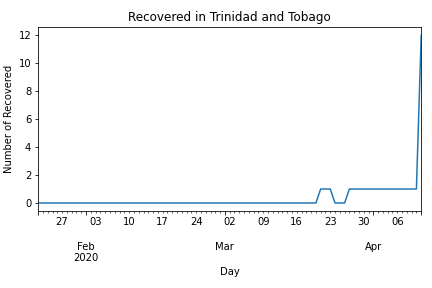 Recovered in Trinidad and Tobago
Number of Recovered
12
10
8
6
4
2
0
27 03 10 17 24 02 09 16 23 30 06
Feb Mar Apr
2020
Day